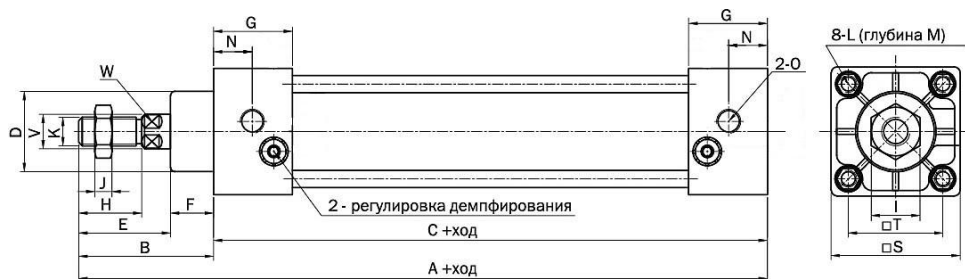 G
G
N
N
8-L (глубина М)
W
2-O
D
V
K
J
H
F
2 - регулировка демпфирования
E
□T
C +ход
B
□S
A +ход